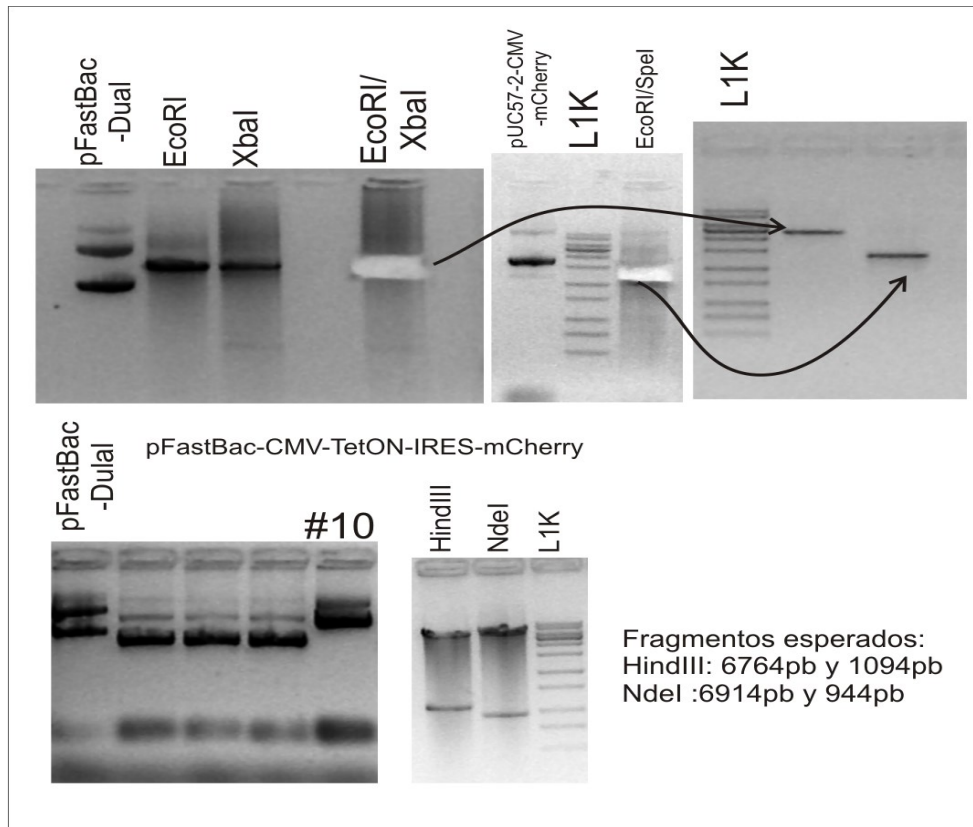 pFastBac
-Dual
EcoRI
XbaI
EcoRI/
XbaI
pUC57-2-CMV
-mCherry
L1K
EcoRI/SpeI
L1K
pFastBac
-Dulal
pFastBac-CMV-TetON-IRES-mCherry
#10
HindIII
NdeI
L1K
Fragmentos esperados:
HindIII: 6764pb y 1094pb
NdeI :6914pb y 944pb